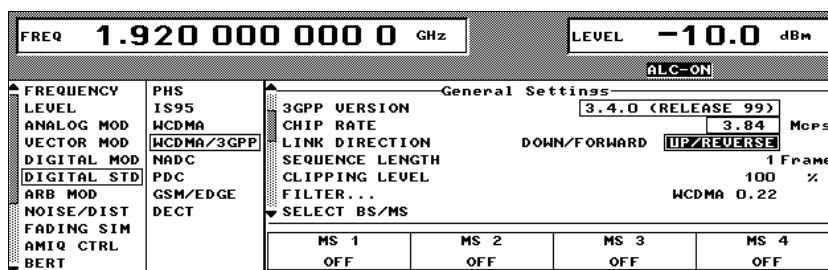 FREQ 1.920 000 000 0 GHz LEVEL -10.0 dBm
ALC-ON
FREQUENCY
LEVEL
ANALOG MOD
VECTOR MOD
DIGITAL MOD
DIGITAL STD
ARB MOD
NOISE/DIST
FADING SIM
AMIQ CTRL
BERT
PHS
IS95
WCDMA
WCDMA/3GPP
NADC
PDC
GSM/EDGE
DECT
General Settings
3GPP VERSION 3.4.0 (RELEASE 99)
CHIP RATE 3.84 Mcps
LINK DIRECTION DOWN/FORWARD UP/REVERSE
SEQUENCE LENGTH 1 Frame
CLIPPING LEVEL 100 %
FILTER... WCDMA 0.22
SELECT BS/MS
MS 1 MS 2 MS 3 MS 4
OFF OFF OFF OFF